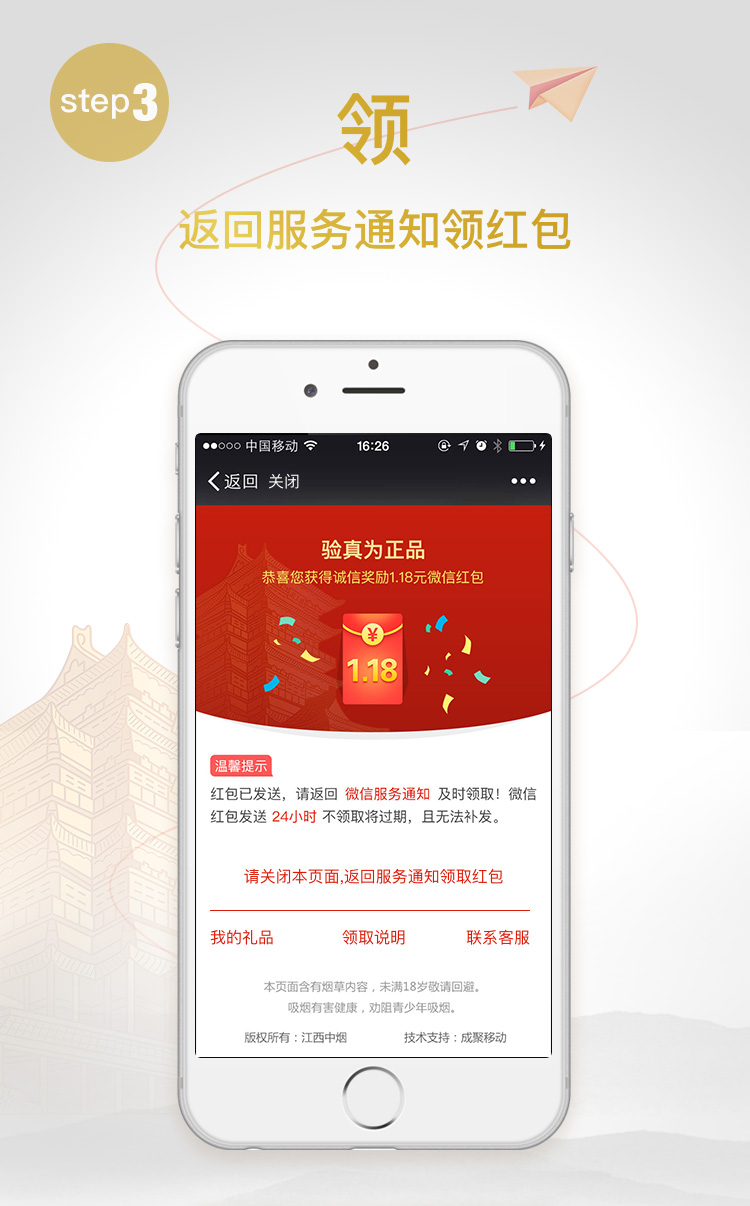 step3
领
返回服务通知领红包
中国移动 16:26
返回 关闭
验真为正品
恭喜您获得诚信奖励1.18元微信红包
¥
1.18
温馨提示
红包已发送，请返回 微信服务通知 及时领取！微信
红包发送 24小时 不领取将过期，且无法补发。
请关闭本页面,返回服务通知领取红包
我的礼品 领取说明 联系客服
本页面含有烟草内容，未满18岁敬请回避。
吸烟有害健康，劝阻青少年吸烟。
版权所有：江西中烟 技术支持：成聚移动